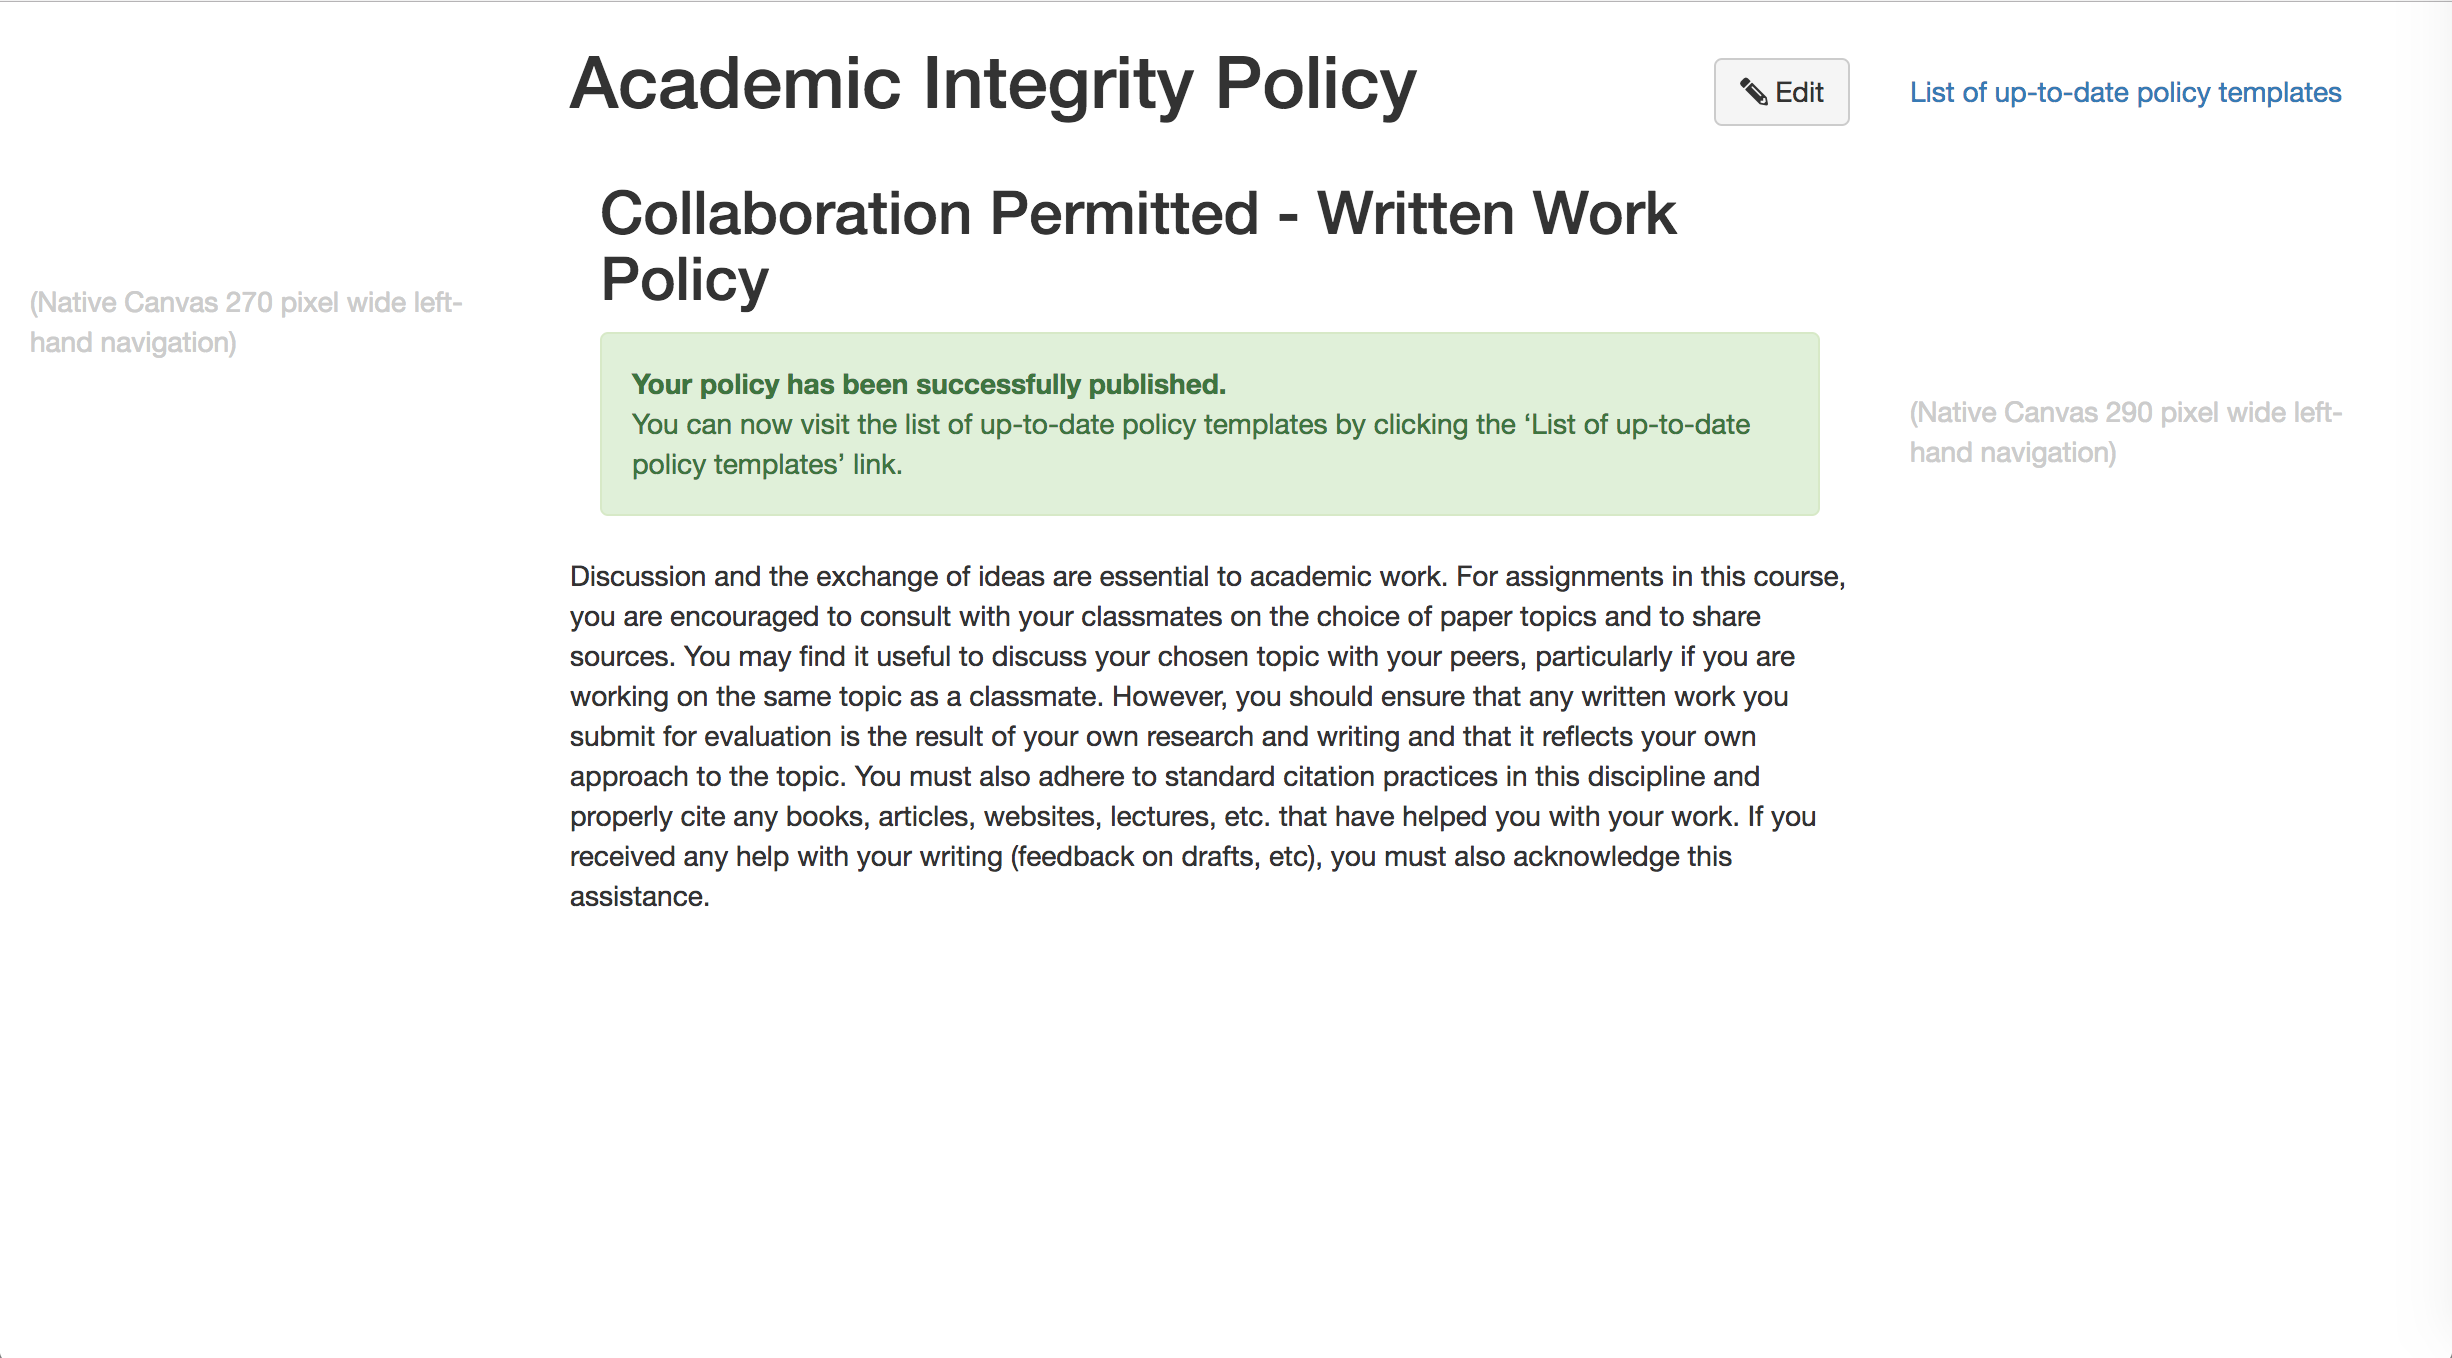 Academic Integrity Policy
Edit
List of up-to-date policy templates
Collaboration Permitted - Written Work
Policy
(Native Canvas 270 pixel wide left-
hand navigation)
Your policy has been successfully published.
You can now visit the list of up-to-date policy templates by clicking the ‘List of up-to-date
policy templates’ link.
(Native Canvas 290 pixel wide left-
hand navigation)
Discussion and the exchange of ideas are essential to academic work. For assignments in this course,
you are encouraged to consult with your classmates on the choice of paper topics and to share
sources. You may find it useful to discuss your chosen topic with your peers, particularly if you are
working on the same topic as a classmate. However, you should ensure that any written work you
submit for evaluation is the result of your own research and writing and that it reflects your own
approach to the topic. You must also adhere to standard citation practices in this discipline and
properly cite any books, articles, websites, lectures, etc. that have helped you with your work. If you
received any help with your writing (feedback on drafts, etc), you must also acknowledge this
assistance.